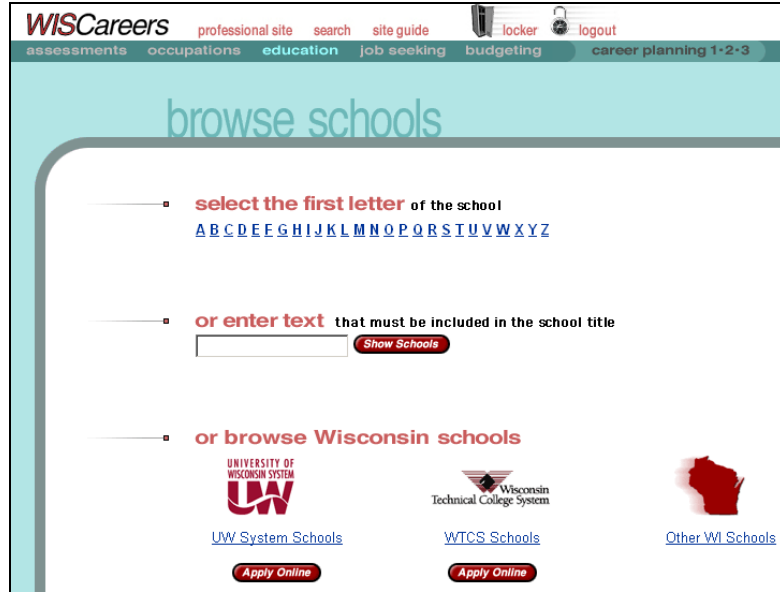 WISCareers professional site search site guide locker logout
assessments occupations education job seeking budgeting career planning 1•2•3
browse schools
select the first letter of the school
A B C D E F G H I J K L M N O P Q R S T U V W X Y Z
or enter text that must be included in the school title
Show Schools
or browse Wisconsin schools
UNIVERSITY OF
WISCONSIN SYSTEM
UW
Wisconsin
Technical College System
UW System Schools WTCS Schools Other WI Schools
Apply Online Apply Online